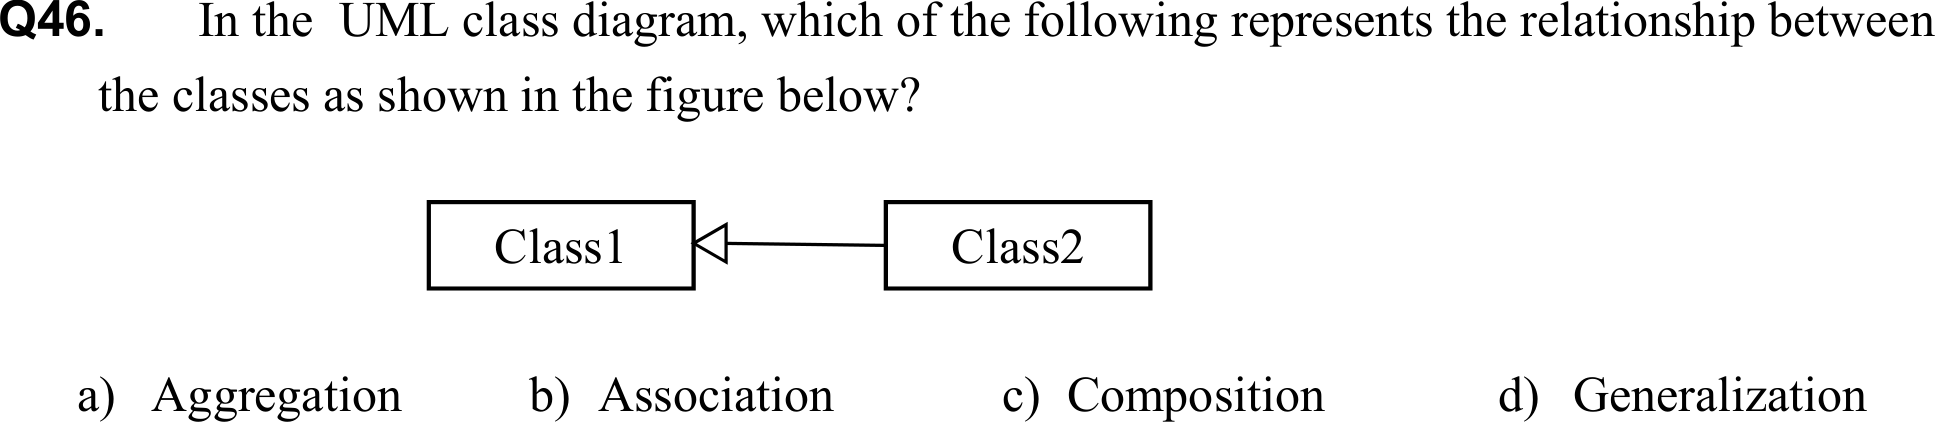 Q46. In the UML class diagram, which of the following represents the relationship between
the classes as shown in the figure below?
Class1 Class2
a) Aggregation b) Association c) Composition d) Generalization